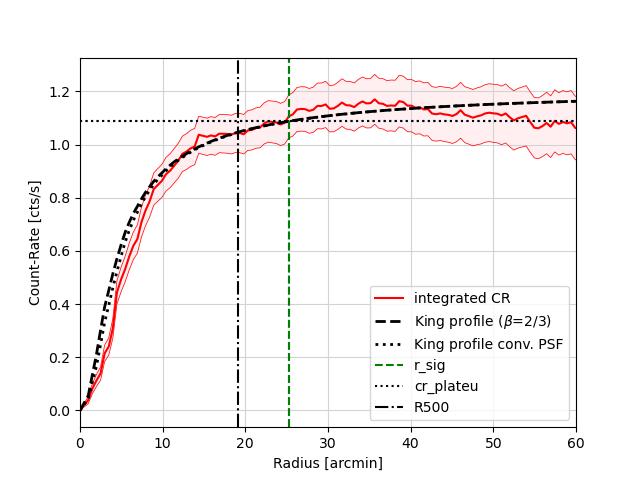 1.2
1.0
0.8
0.6
0.4
0.2
0.0
Count-Rate [cts/s]
integrated CR
King profile (β=2/3)
King profile conv. PSF
r_sig
cr_plateu
R500
0 10 20 30 40 50 60
Radius [arcmin]